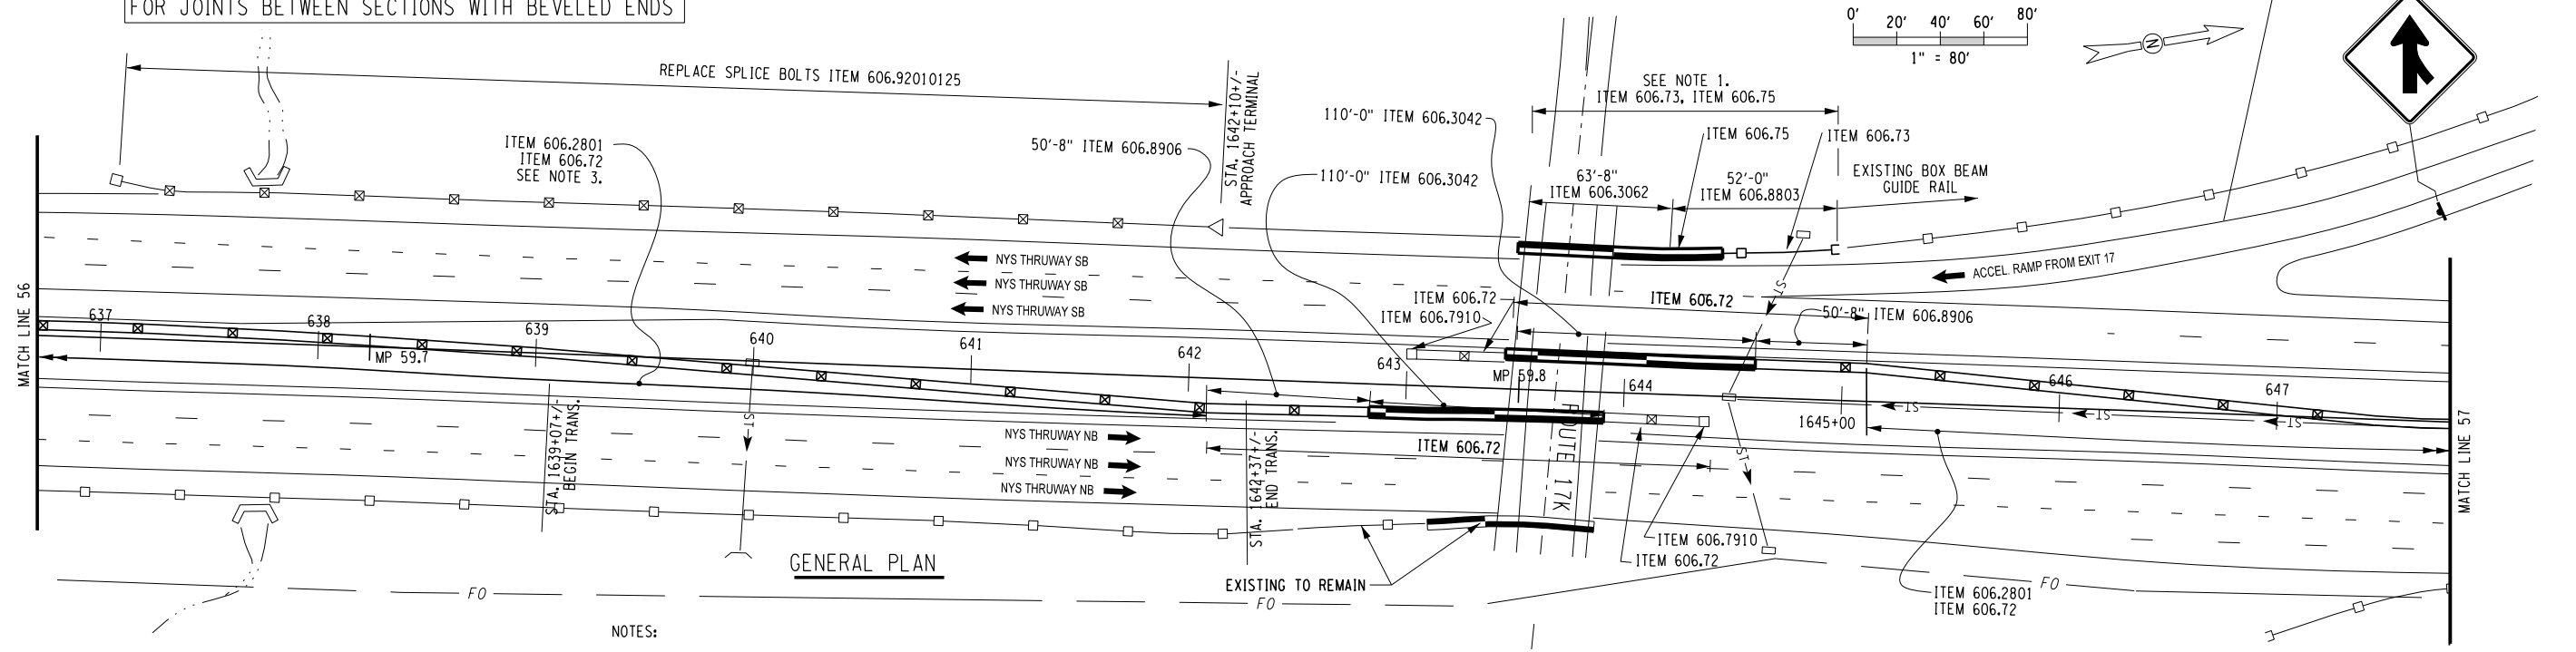 FOR JOINTS BETWEEN SECTIONS WITH BEVELED ENDS
0' 20' 40' 60' 80'
1" = 80'
N
REPLACE SPLICE BOLTS ITEM 606.92010125
STA. 1642+10+/-
APPROACH TERMINAL
SEE NOTE 1.
ITEM 606.73, ITEM 606.75
110'-0" ITEM 606.3042
ITEM 606.75
ITEM 606.73
ITEM 606.2801
ITEM 606.72
SEE NOTE 3.
50'-8" ITEM 606.8906
110'-0" ITEM 606.3042
63'-8"
ITEM 606.3062
52'-0"
ITEM 606.8803
EXISTING BOX BEAM
GUIDE RAIL
NYS THRUWAY SB
NYS THRUWAY SB
NYS THRUWAY SB
ACCEL. RAMP FROM EXIT 17
MATCH LINE 56
ITEM 606.72
ITEM 606.7910
ITEM 606.72
50'-8" ITEM 606.8906
ST
637
638
639
640
641
642
643
644
1645+00
646
647
MP 59.7
MP 59.8
ST
ST
ST
ST
ST
STA. 1639+07+/-
BEGIN TRANS.
STA. 1642+37+/-
END TRANS.
NYS THRUWAY NB
NYS THRUWAY NB
NYS THRUWAY NB
ITEM 606.72
ROUTE 17K
MATCH LINE 57
ITEM 606.7910
ITEM 606.72
GENERAL PLAN
EXISTING TO REMAIN
FO
FO
FO
ITEM 606.2801
ITEM 606.72
NOTES: